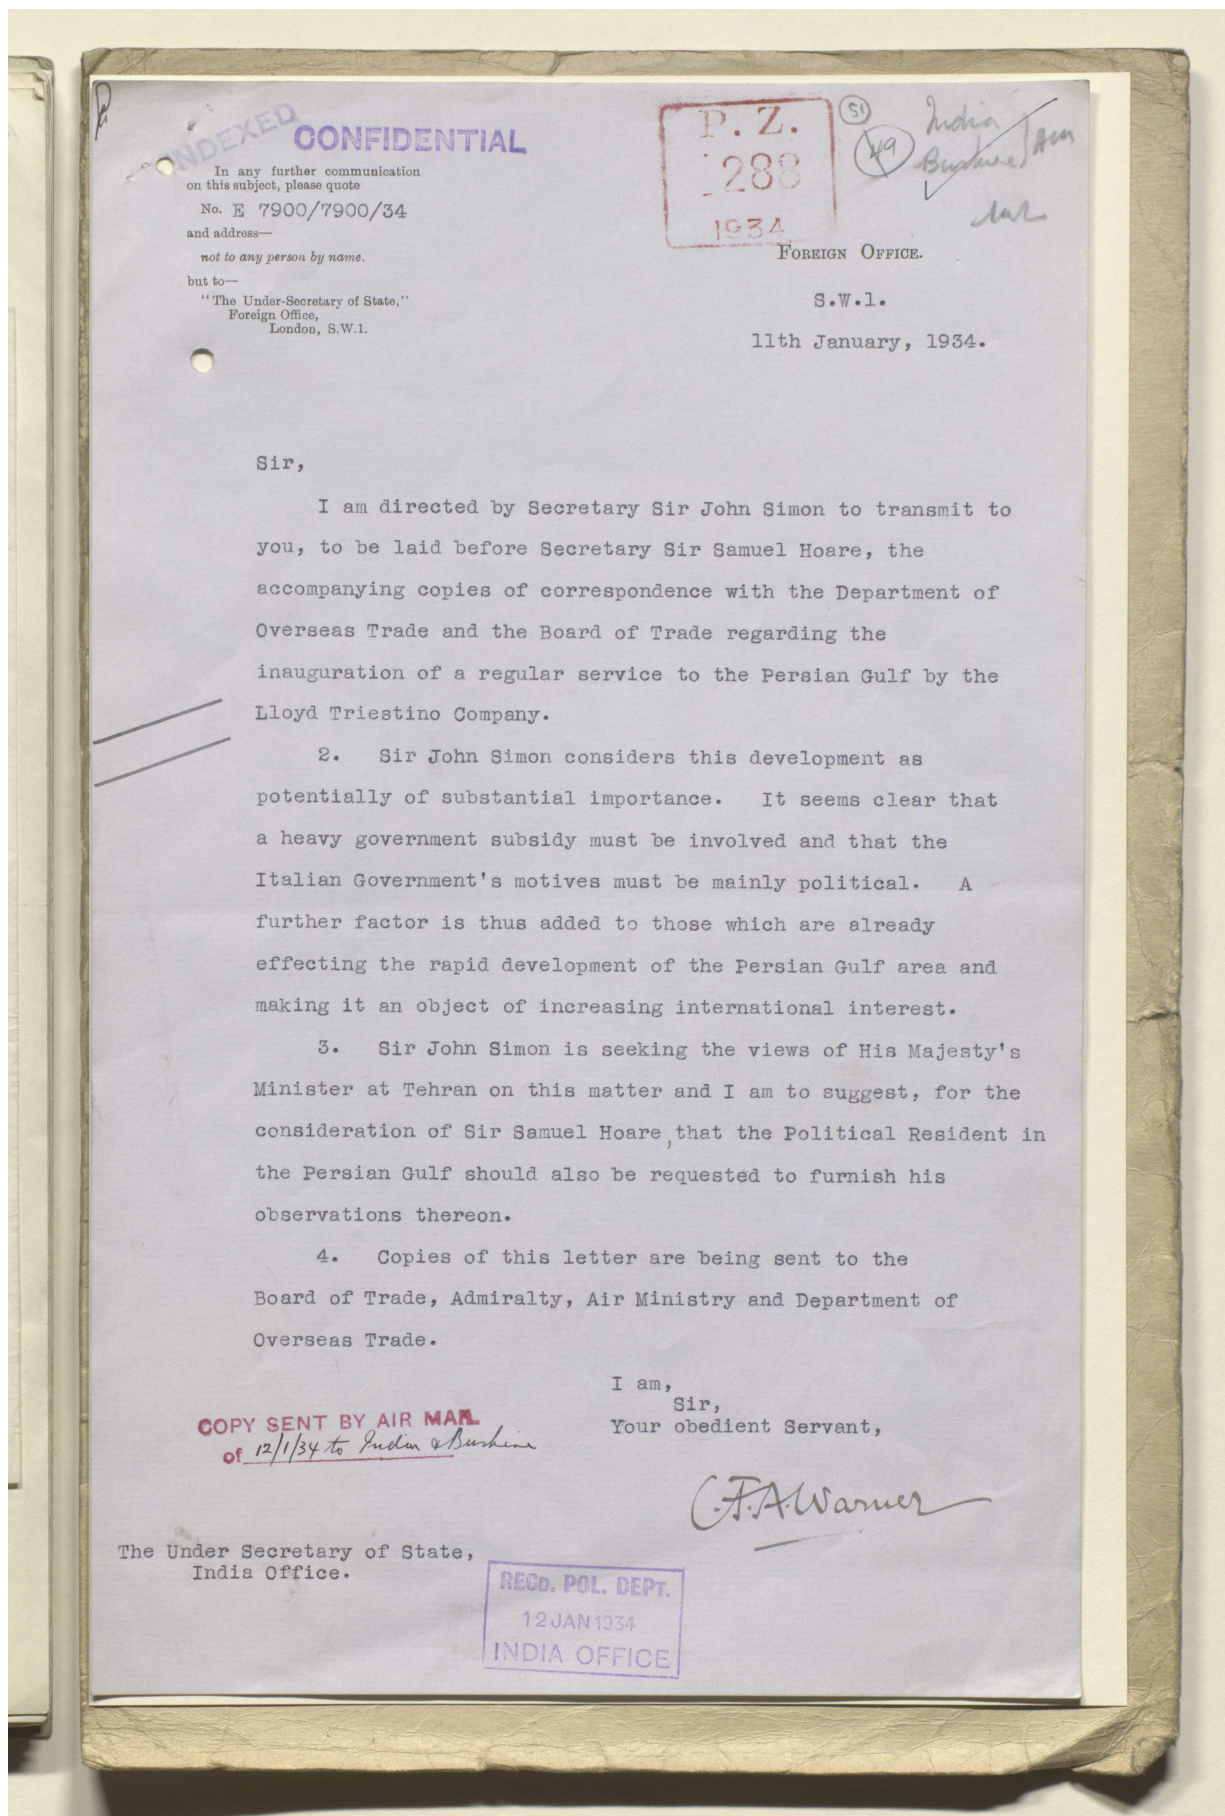 INDEXED
CONFIDENTIAL
In any further communication
on this subject, please quote
No. E 7900/7900/34
and address—
not to any person by name.
but to—
"The Under-Secretary of State,"
Foreign Office,
London, S.W.1.
P. Z.
288
1934
51
49
India
Bushire
Air
FOREIGN OFFICE.
S.W.1.
11th January, 1934.
Sir,
I am directed by Secretary Sir John Simon to transmit to
you, to be laid before Secretary Sir Samuel Hoare, the
accompanying copies of correspondence with the Department of
Overseas Trade and the Board of Trade regarding the
inauguration of a regular service to the Persian Gulf by the
Lloyd Triestino Company.
2. Sir John Simon considers this development as
potentially of substantial importance. It seems clear that
a heavy government subsidy must be involved and that the
Italian Government's motives must be mainly political. A
further factor is thus added to those which are already
effecting the rapid development of the Persian Gulf area and
making it an object of increasing international interest.
3. Sir John Simon is seeking the views of His Majesty's
Minister at Tehran on this matter and I am to suggest, for the
consideration of Sir Samuel Hoare, that the Political Resident in
the Persian Gulf should also be requested to furnish his
observations thereon.
4. Copies of this letter are being sent to the
Board of Trade, Admiralty, Air Ministry and Department of
Overseas Trade.
I am,
Sir,
Your obedient Servant,
COPY SENT BY AIR MAIL
of 12/1/34 to India & Bushire
C.F.A. Warner
The Under Secretary of State,
India Office.
RECD. POL. DEPT.
12 JAN 1934
INDIA OFFICE